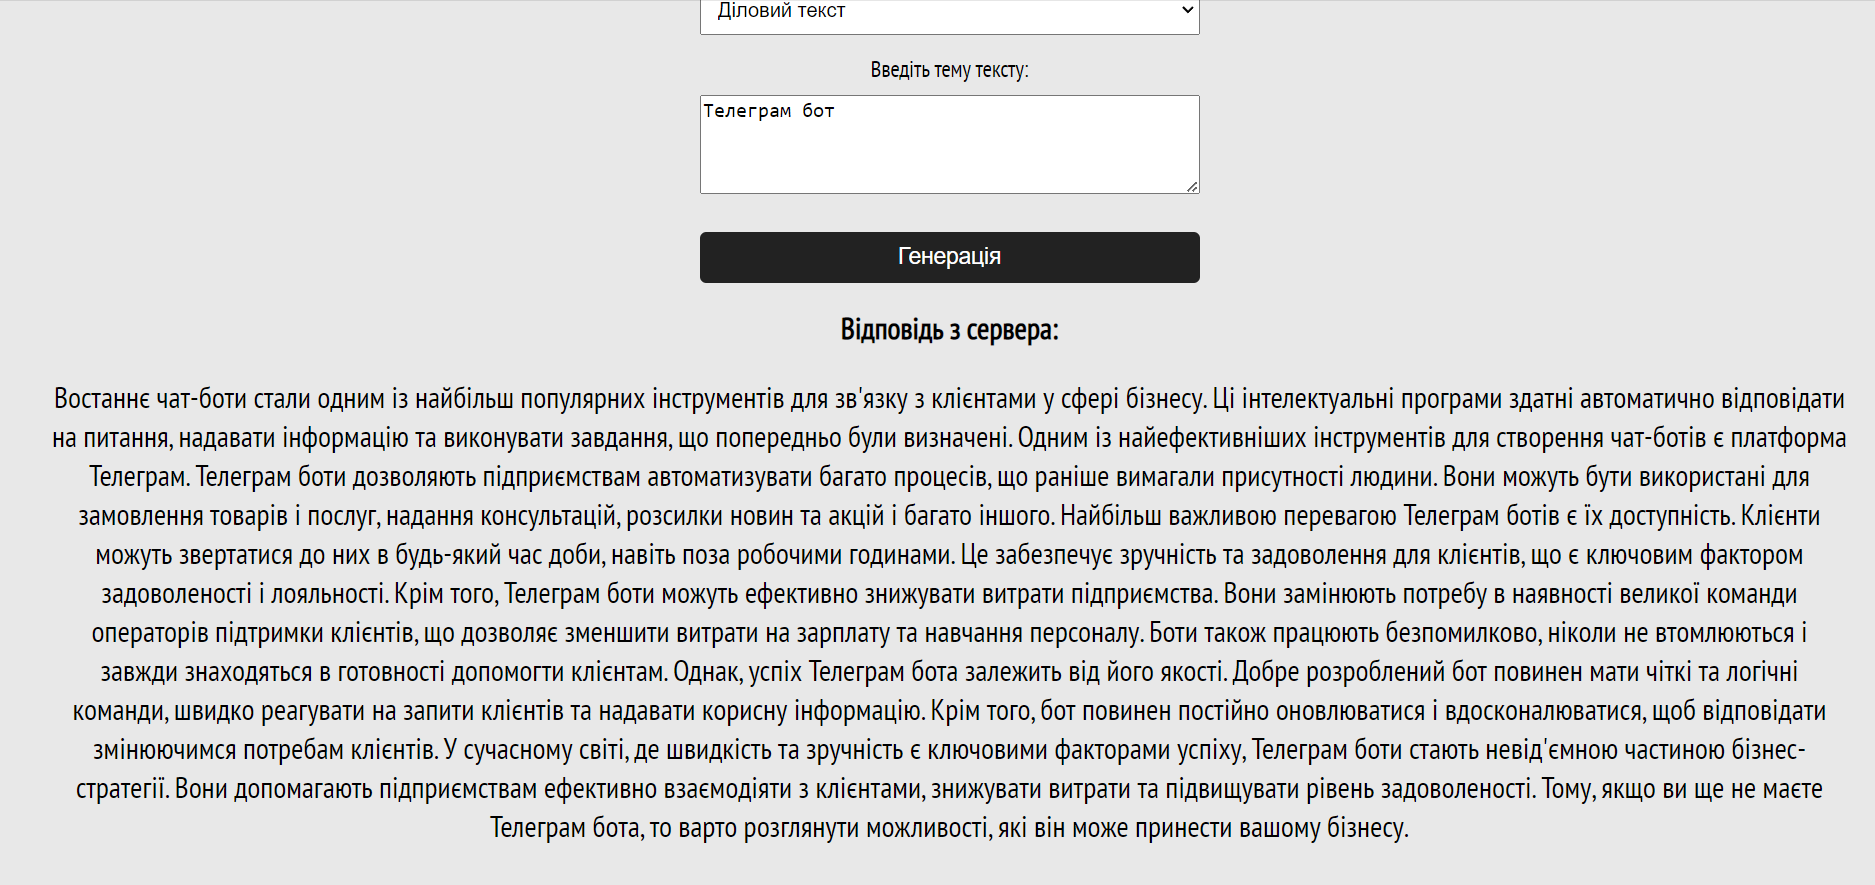 Діловий текст
Введіть тему тексту:
Телеграм бот
Генерація
Відповідь з сервера:
Востаннє чат-боти стали одним із найбільш популярних інструментів для зв'язку з клієнтами у сфері бізнесу. Ці інтелектуальні програми здатні автоматично відповідати
на питання, надавати інформацію та виконувати завдання, що попередньо були визначені. Одним із найефективніших інструментів для створення чат-ботів є платформа
Телеграм. Телеграм боти дозволяють підприємствам автоматизувати багато процесів, що раніше вимагали присутності людини. Вони можуть бути використані для
замовлення товарів і послуг, надання консультацій, розсилки новин та акцій і багато іншого. Найбільш важливою перевагою Телеграм ботів є їх доступність. Клієнти
можуть звертатися до них в будь-який час доби, навіть поза робочими годинами. Це забезпечує зручність та задоволення для клієнтів, що є ключовим фактором
задоволеності і лояльності. Крім того, Телеграм боти можуть ефективно знижувати витрати підприємства. Вони замінюють потребу в наявності великої команди
операторів підтримки клієнтів, що дозволяє зменшити витрати на зарплату та навчання персоналу. Боти також працюють безпомилково, ніколи не втомлюються і
завжди знаходяться в готовності допомогти клієнтам. Однак, успіх Телеграм бота залежить від його якості. Добре розроблений бот повинен мати чіткі та логічні
команди, швидко реагувати на запити клієнтів та надавати корисну інформацію. Крім того, бот повинен постійно оновлюватися і вдосконалюватися, щоб відповідати
змінюючимся потребам клієнтів. У сучасному світі, де швидкість та зручність є ключовими факторами успіху, Телеграм боти стають невід'ємною частиною бізнес-
стратегії. Вони допомагають підприємствам ефективно взаємодіяти з клієнтами, знижувати витрати та підвищувати рівень задоволеності. Тому, якщо ви ще не маєте
Телеграм бота, то варто розглянути можливості, які він може принести вашому бізнесу.